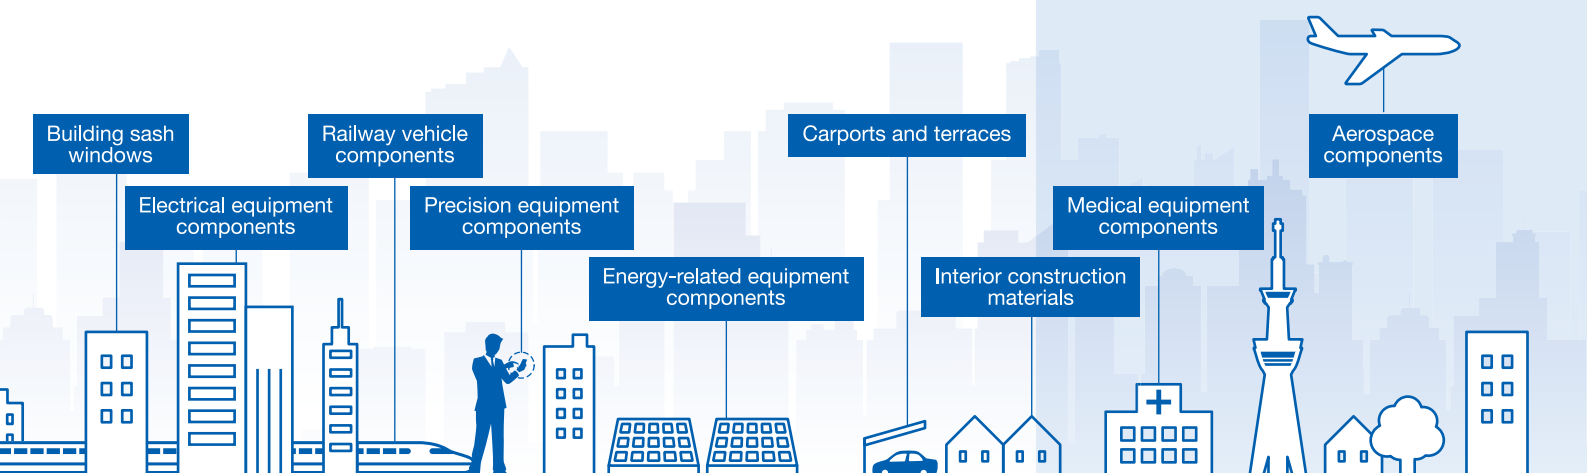 Building sash
windows
Electrical equipment
components
Railway vehicle
components
Precision equipment
components
Energy-related equipment
components
Carports and terraces
Interior construction
materials
Medical equipment
components
Aerospace
components